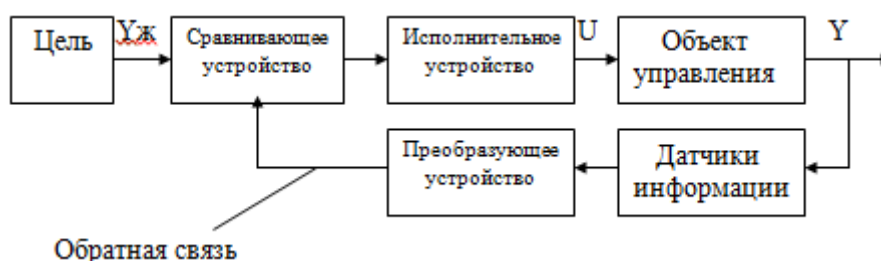 Цель
Yж
Сравнивающее
устройство
Исполнительное
устройство
U
Объект
управления
Y
Преобразующее
устройство
Датчики
информации
Обратная связь